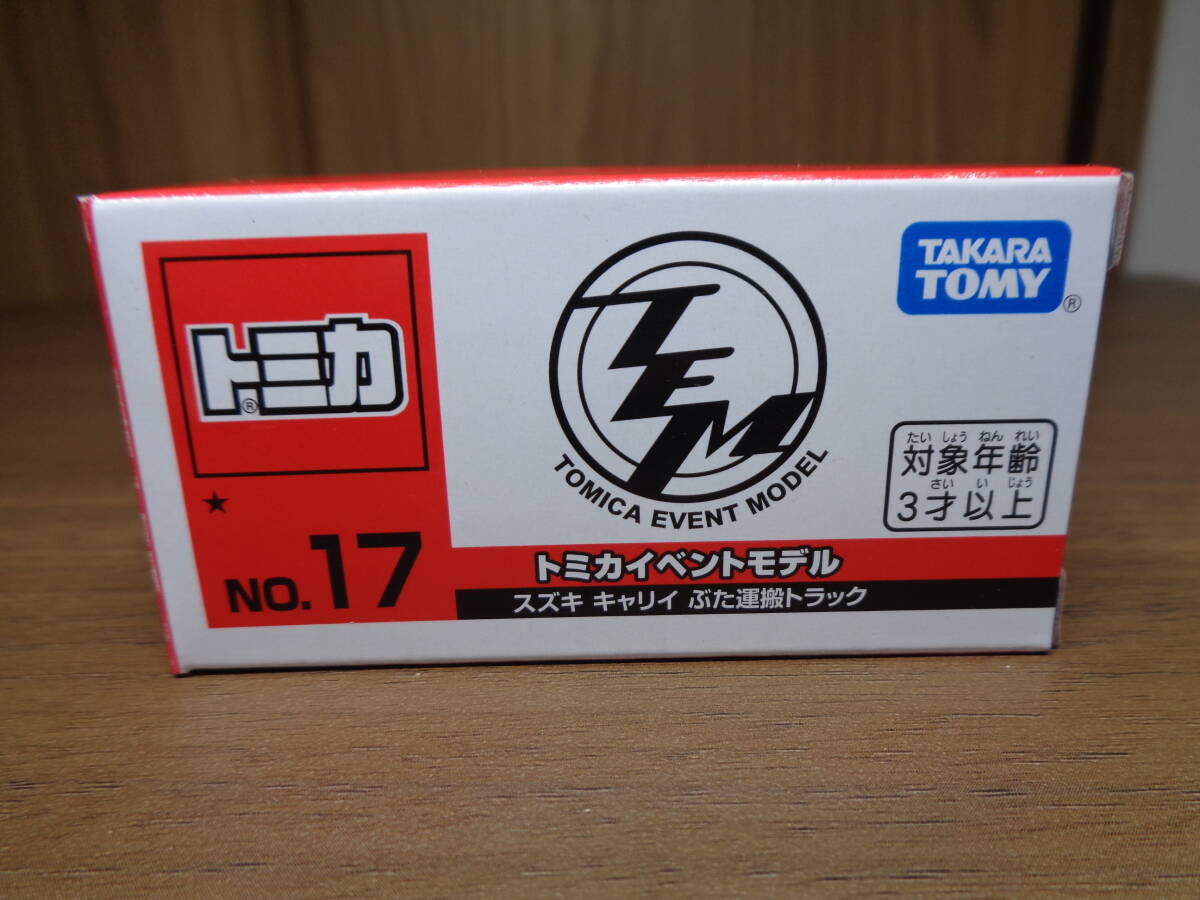 トミカ
®
★
NO.17
TEM
TOMICA EVENT MODEL
TAKARA
TOMY
®
たい しょう ねん れい
対象年齢
さい い じょう
3才以上
トミカイベントモデル
スズキ キャリイ ぶた運搬トラック